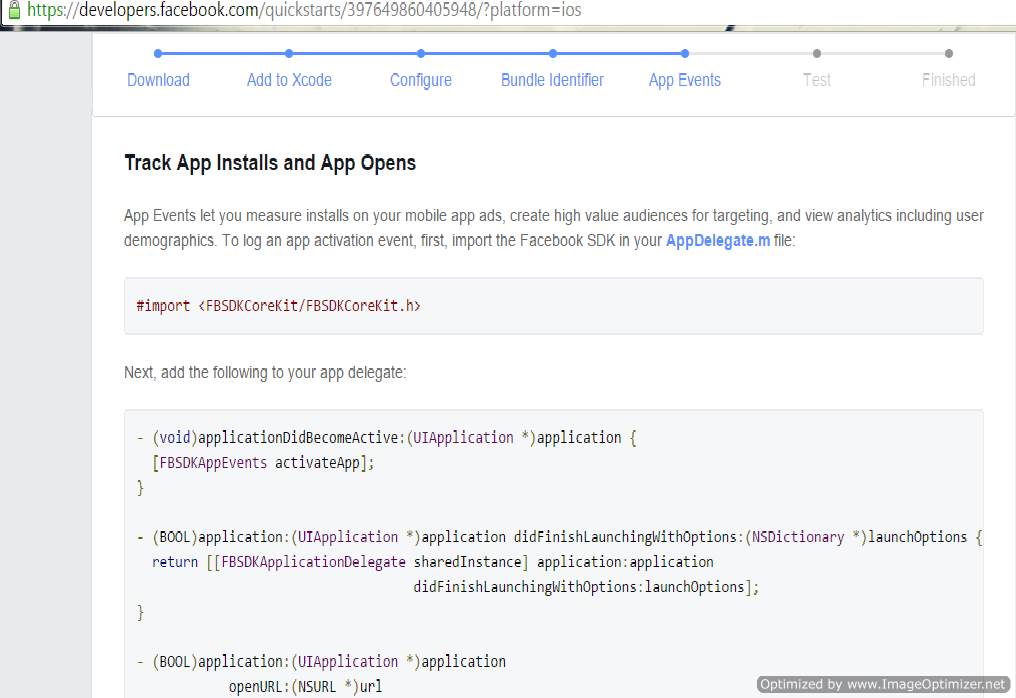 https://developers.facebook.com/quickstarts/397649860405948/?platform=ios
Download Add to Xcode Configure Bundle Identifier App Events Test Finished
Track App Installs and App Opens
App Events let you measure installs on your mobile app ads, create high value audiences for targeting, and view analytics including user
demographics. To log an app activation event, first, import the Facebook SDK in your AppDelegate.m file:
#import <FBSDKCoreKit/FBSDKCoreKit.h>
Next, add the following to your app delegate:
- (void)applicationDidBecomeActive:(UIApplication *)application {
  [FBSDKAppEvents activateApp];
}
- (BOOL)application:(UIApplication *)application didFinishLaunchingWithOptions:(NSDictionary *)launchOptions {
  return [[FBSDKApplicationDelegate sharedInstance] application:application
                                    didFinishLaunchingWithOptions:launchOptions];
}
- (BOOL)application:(UIApplication *)application
            openURL:(NSURL *)url
Optimized by www.ImageOptimizer.net